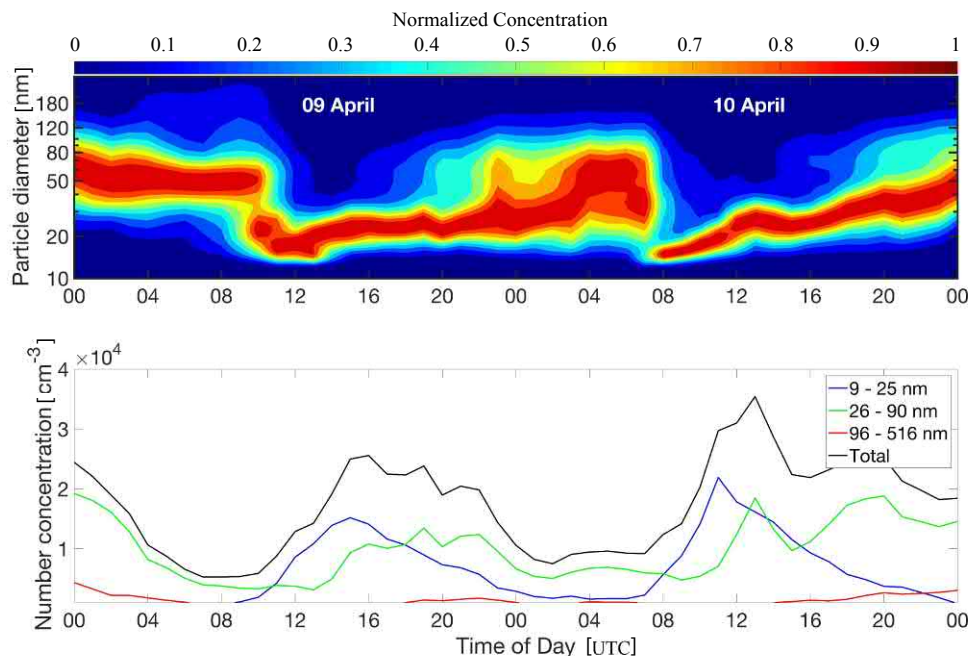 Normalized Concentration
0 0.1 0.2 0.3 0.4 0.5 0.6 0.7 0.8 0.9 1
Particle diameter [nm]
180
120
80
50
20
10
09 April 10 April
00 04 08 12 16 20 00 04 08 12 16 20 00
×10⁴
Number concentration [cm⁻³]
4
3
2
1
9 - 25 nm
26 - 90 nm
96 - 516 nm
Total
00 04 08 12 16 20 00 04 08 12 16 20 00
Time of Day [UTC]